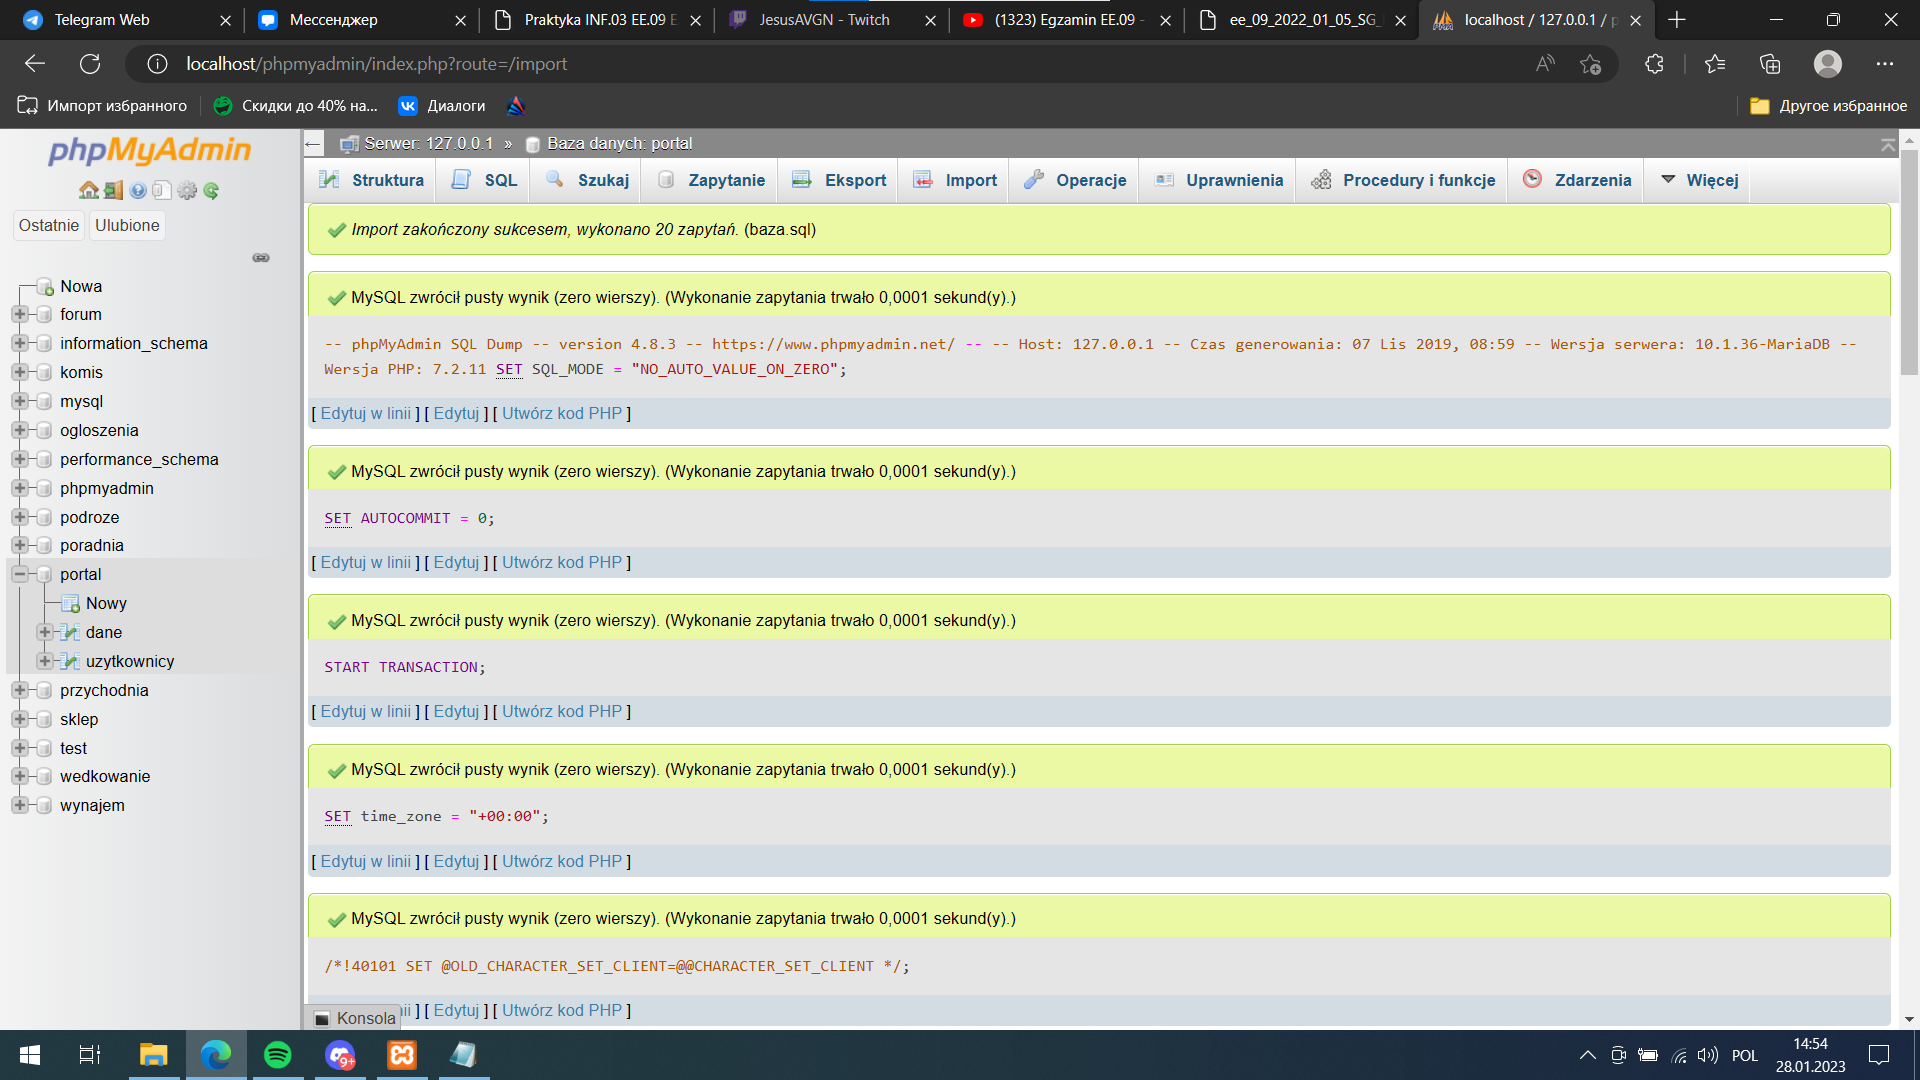 Telegram Web
Мессенджер
Praktyka INF.03 EE.09 E
JesusAVGN - Twitch
(1323) Egzamin EE.09 -
ee_09_2022_01_05_SG_
localhost / 127.0.0.1 / p
localhost/phpmyadmin/index.php?route=/import
Импорт избранного
Скидки до 40% на...
Диалоги
Другое избранное
phpMyAdmin
Ostatnie
Ulubione
Nowa
forum
information_schema
komis
mysql
ogloszenia
performance_schema
phpmyadmin
podroze
poradnia
portal
Nowy
dane
uzytkownicy
przychodnia
sklep
test
wedkowanie
wynajem
Serwer: 127.0.0.1 » Baza danych: portal
Struktura
SQL
Szukaj
Zapytanie
Eksport
Import
Operacje
Uprawnienia
Procedury i funkcje
Zdarzenia
Więcej
Import zakończony sukcesem, wykonano 20 zapytań. (baza.sql)
MySQL zwrócił pusty wynik (zero wierszy). (Wykonanie zapytania trwało 0,0001 sekund(y).)
-- phpMyAdmin SQL Dump -- version 4.8.3 -- https://www.phpmyadmin.net/ -- -- Host: 127.0.0.1 -- Czas generowania: 07 Lis 2019, 08:59 -- Wersja serwera: 10.1.36-MariaDB --
Wersja PHP: 7.2.11 SET SQL_MODE = "NO_AUTO_VALUE_ON_ZERO";
[ Edytuj w linii ] [ Edytuj ] [ Utwórz kod PHP ]
MySQL zwrócił pusty wynik (zero wierszy). (Wykonanie zapytania trwało 0,0001 sekund(y).)
SET AUTOCOMMIT = 0;
[ Edytuj w linii ] [ Edytuj ] [ Utwórz kod PHP ]
MySQL zwrócił pusty wynik (zero wierszy). (Wykonanie zapytania trwało 0,0001 sekund(y).)
START TRANSACTION;
[ Edytuj w linii ] [ Edytuj ] [ Utwórz kod PHP ]
MySQL zwrócił pusty wynik (zero wierszy). (Wykonanie zapytania trwało 0,0001 sekund(y).)
SET time_zone = "+00:00";
[ Edytuj w linii ] [ Edytuj ] [ Utwórz kod PHP ]
MySQL zwrócił pusty wynik (zero wierszy). (Wykonanie zapytania trwało 0,0001 sekund(y).)
/*!40101 SET @OLD_CHARACTER_SET_CLIENT=@@CHARACTER_SET_CLIENT */;
ii ] [ Edytuj ] [ Utwórz kod PHP ]
Konsola
9+
POL
14:54
28.01.2023